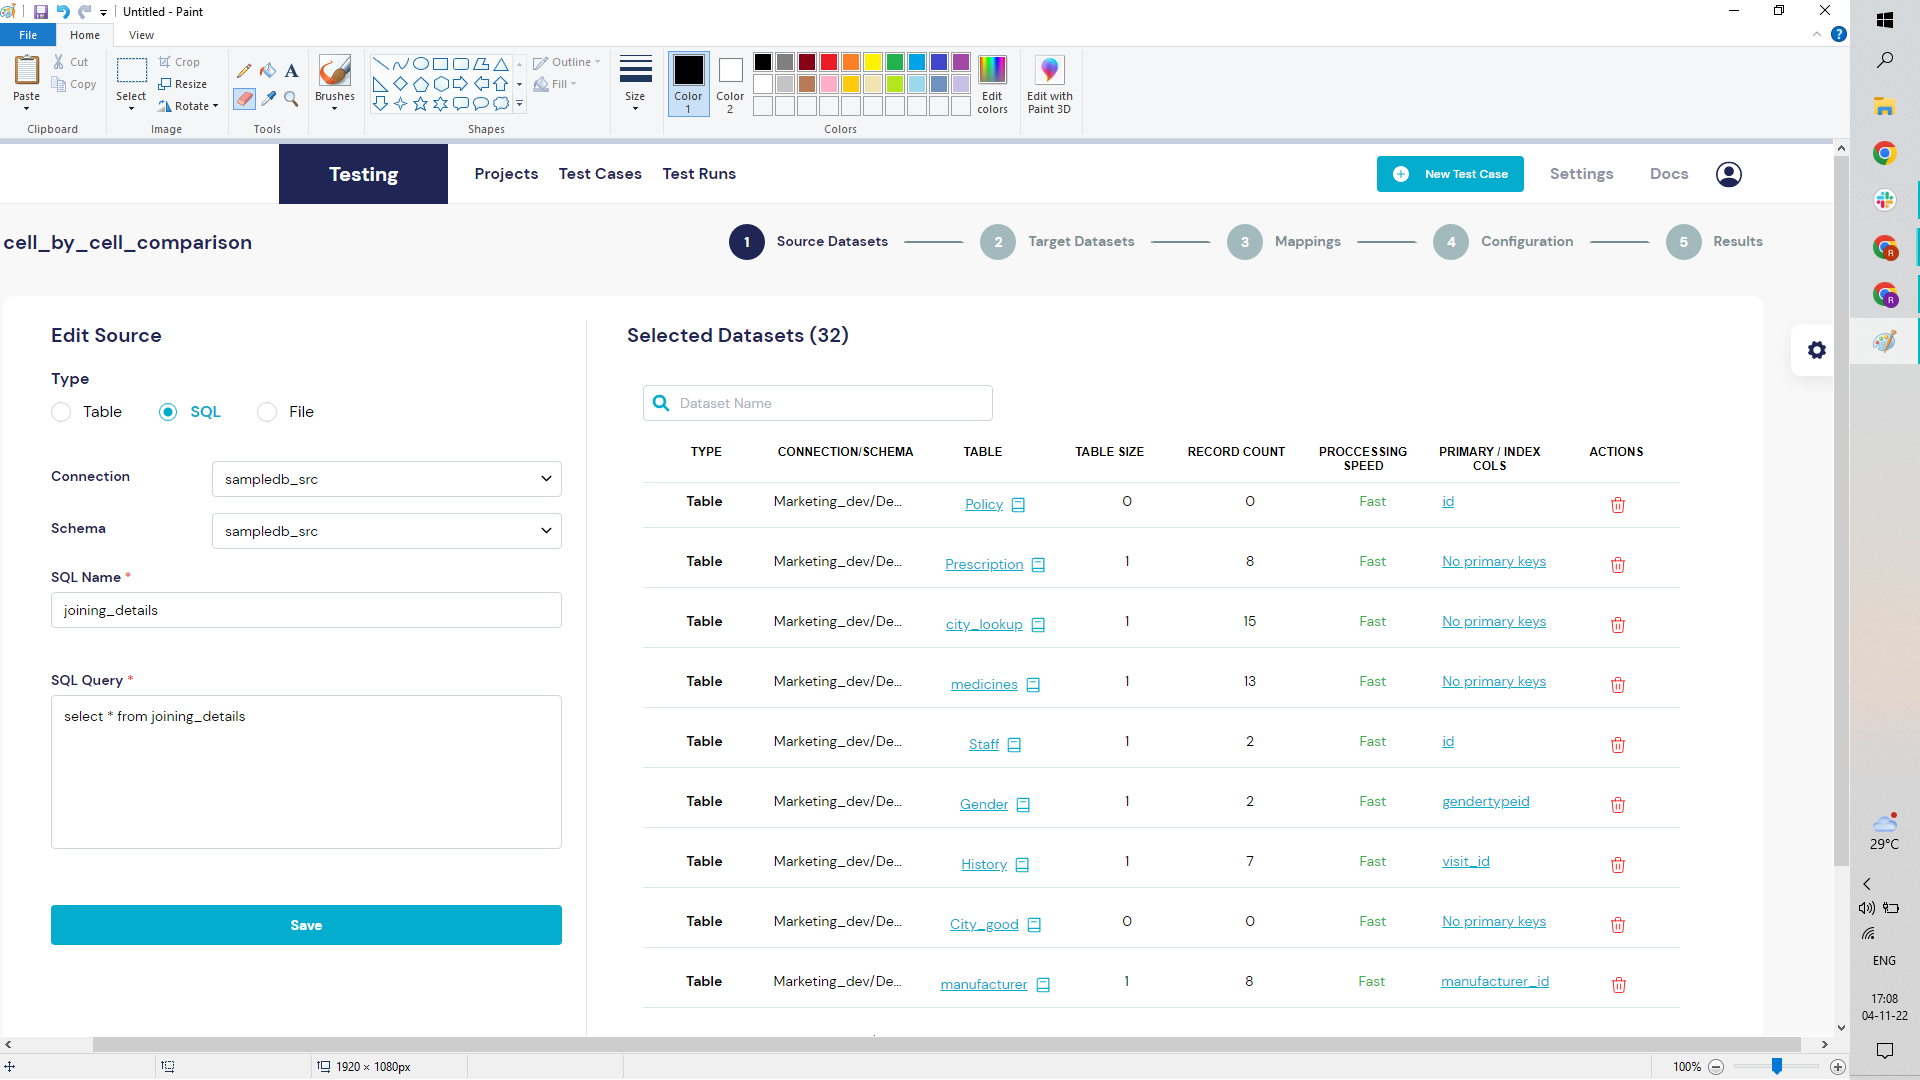 Untitled - Paint
File Home View
Paste
Cut
Copy
Clipboard
Select
Crop
Resize
Rotate
Image
A
Tools
Brushes
Shapes
Outline
Fill
Size
Color 1
Color 2
Edit colors
Colors
Edit with Paint 3D
Testing Projects Test Cases Test Runs New Test Case Settings Docs
cell_by_cell_comparison
1 Source Datasets 2 Target Datasets 3 Mappings 4 Configuration 5 Results
Edit Source
Type
Table SQL File
Connection sampledb_src
Schema sampledb_src
SQL Name *
joining_details
SQL Query *
select * from joining_details
Save
Selected Datasets (32)
Dataset Name
TYPE CONNECTION/SCHEMA TABLE TABLE SIZE RECORD COUNT PROCCESSING SPEED PRIMARY / INDEX COLS ACTIONS
Table Marketing_dev/De... Policy 0 0 Fast id
Table Marketing_dev/De... Prescription 1 8 Fast No primary keys
Table Marketing_dev/De... city_lookup 1 15 Fast No primary keys
Table Marketing_dev/De... medicines 1 13 Fast No primary keys
Table Marketing_dev/De... Staff 1 2 Fast id
Table Marketing_dev/De... Gender 1 2 Fast gendertypeid
Table Marketing_dev/De... History 1 7 Fast visit_id
Table Marketing_dev/De... City_good 0 0 Fast No primary keys
Table Marketing_dev/De... manufacturer 1 8 Fast manufacturer_id
1920 × 1080px
100%
R
R
29°C
ENG
17:08
04-11-22